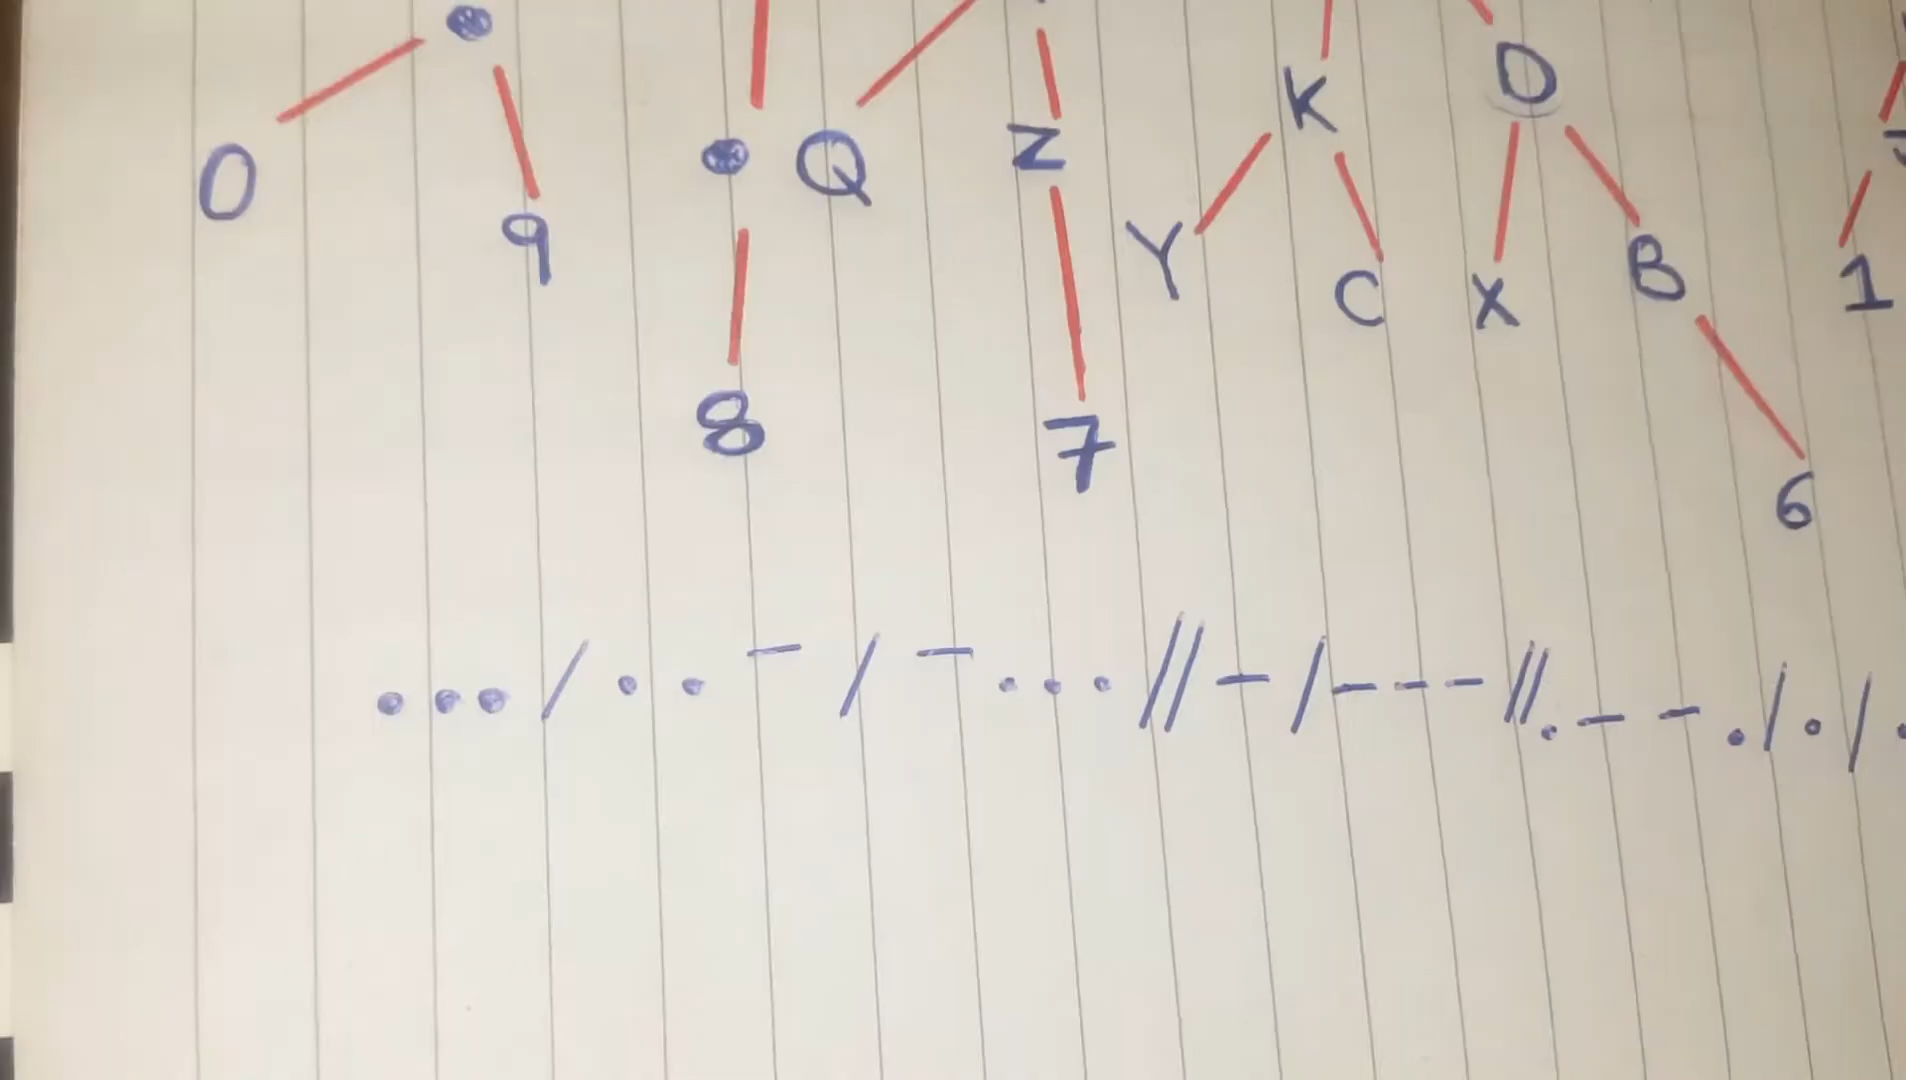 K D
0 Q Z
9 Y C X B 1
8 7 6
... / ..- / -... // - / --- // .--. / . / .